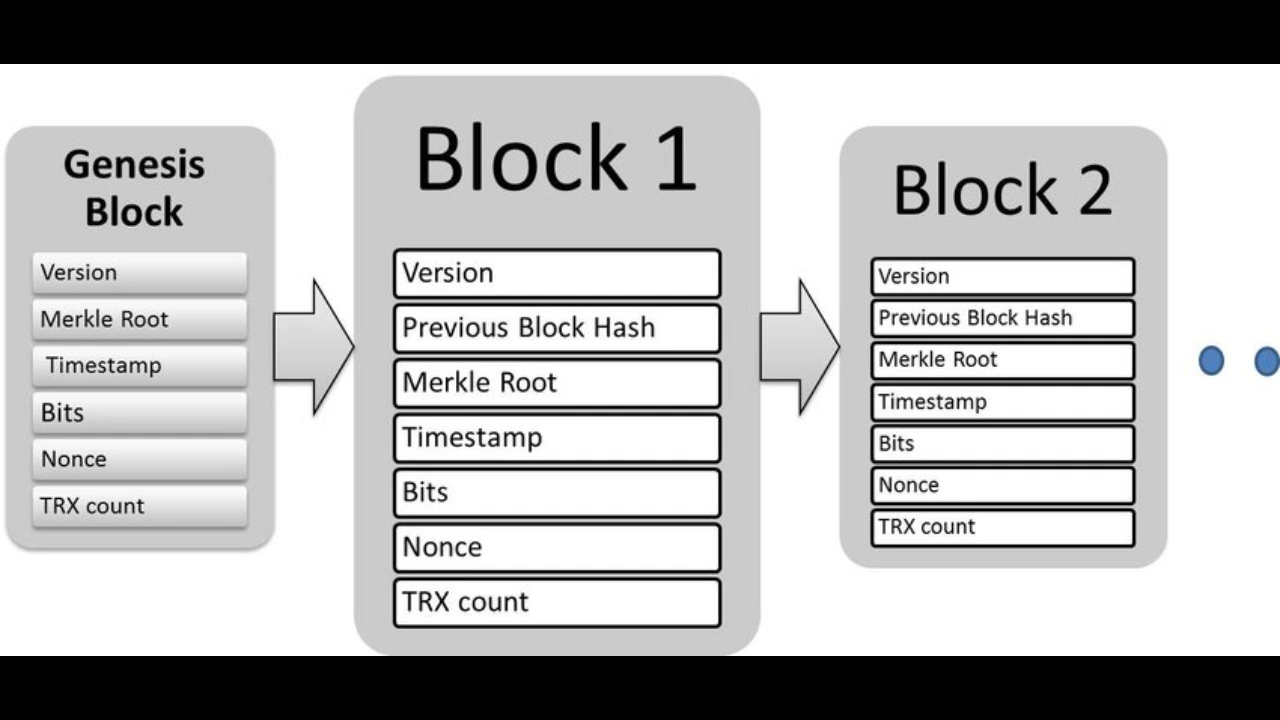 Genesis
Block
Version
Merkle Root
Timestamp
Bits
Nonce
TRX count
Block 1
Version
Previous Block Hash
Merkle Root
Timestamp
Bits
Nonce
TRX count
Block 2
Version
Previous Block Hash
Merkle Root
Timestamp
Bits
Nonce
TRX count